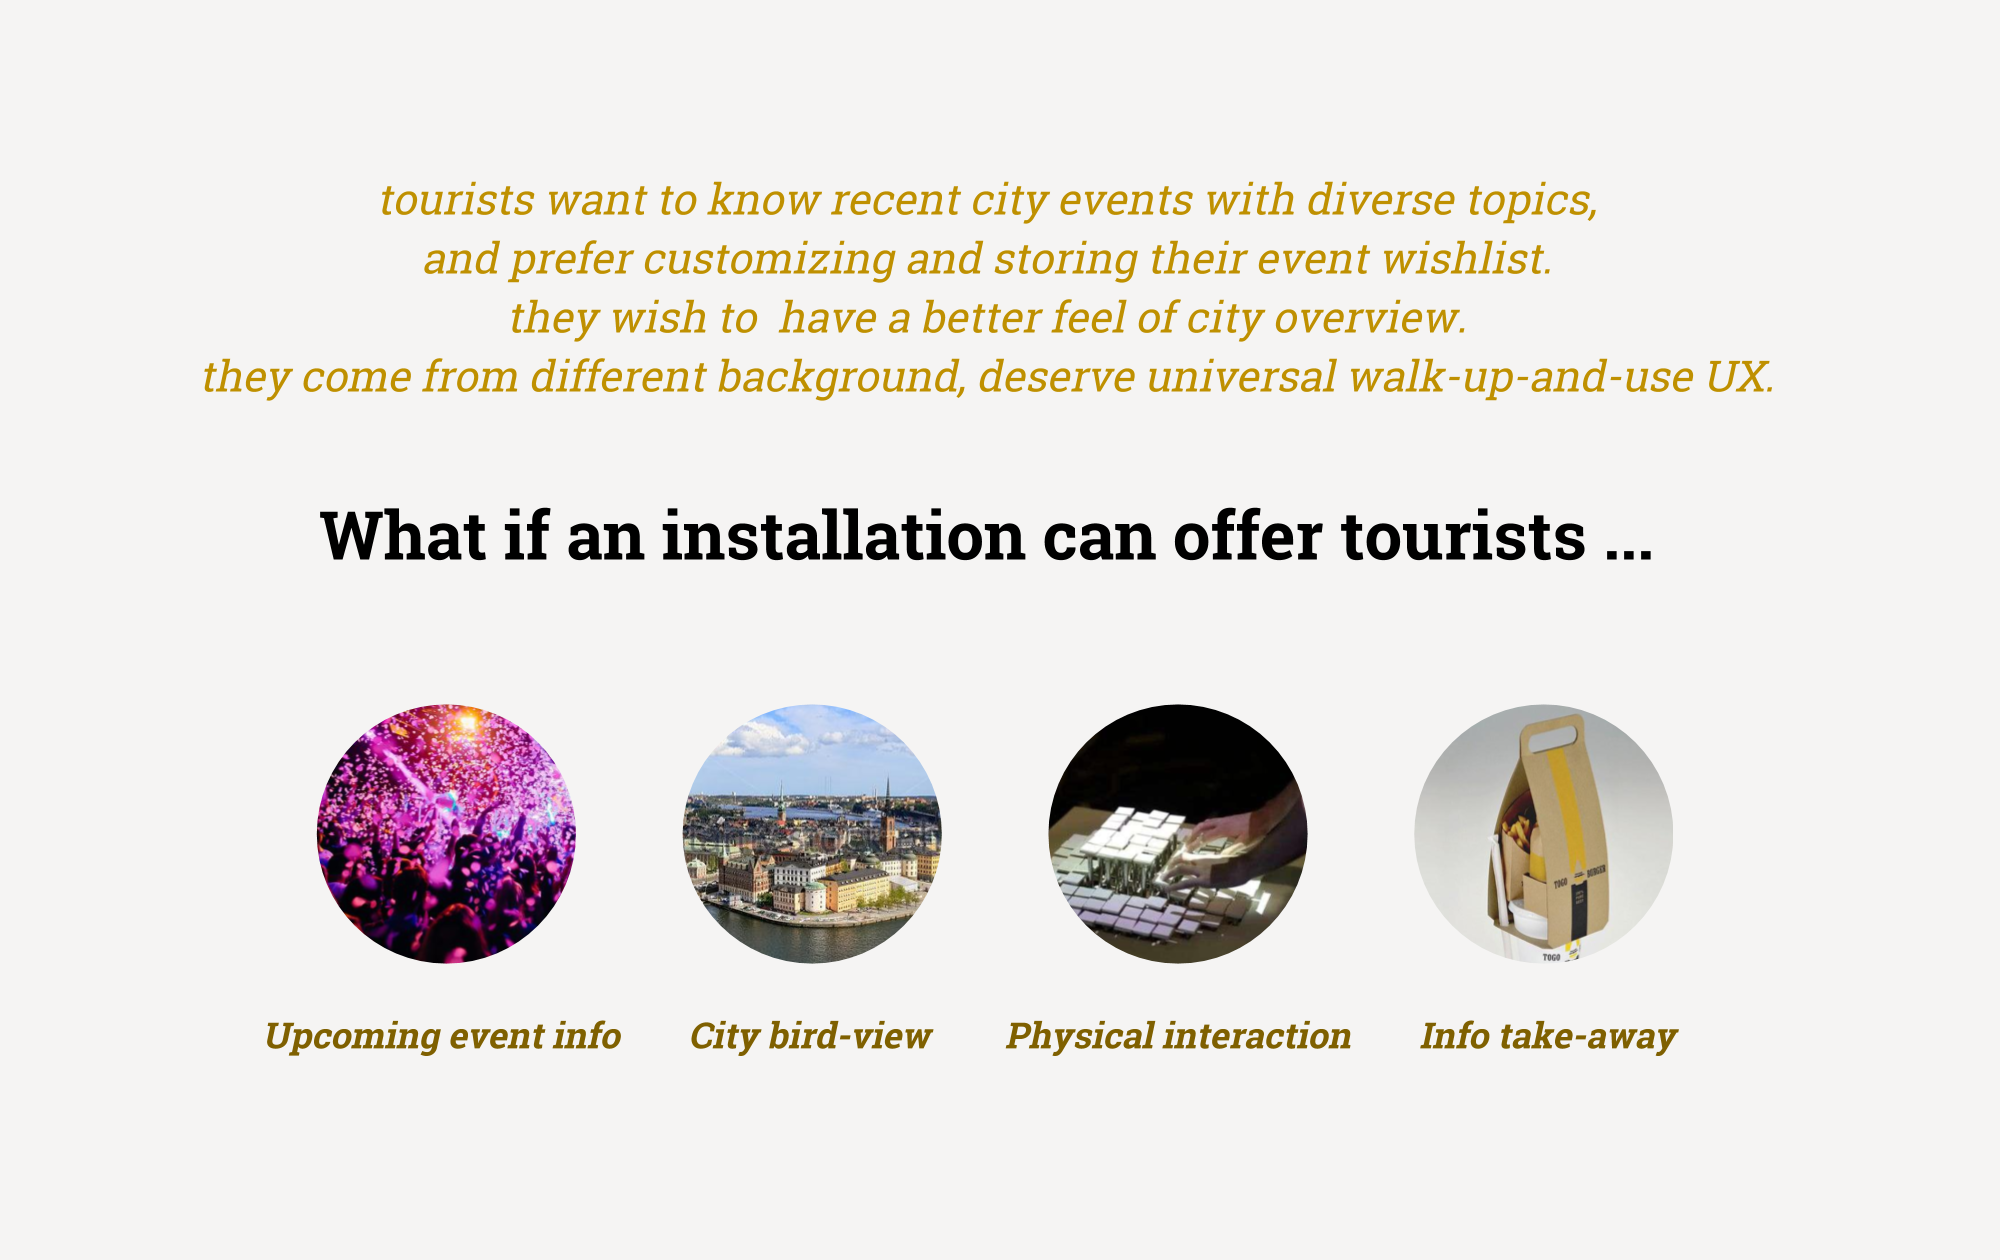 tourists want to know recent city events with diverse topics,
and prefer customizing and storing their event wishlist.
they wish to  have a better feel of city overview.
they come from different background, deserve universal walk-up-and-use UX.
What if an installation can offer tourists ...
TOGO BURGER
TOGO
Upcoming event info
City bird-view
Physical interaction
Info take-away